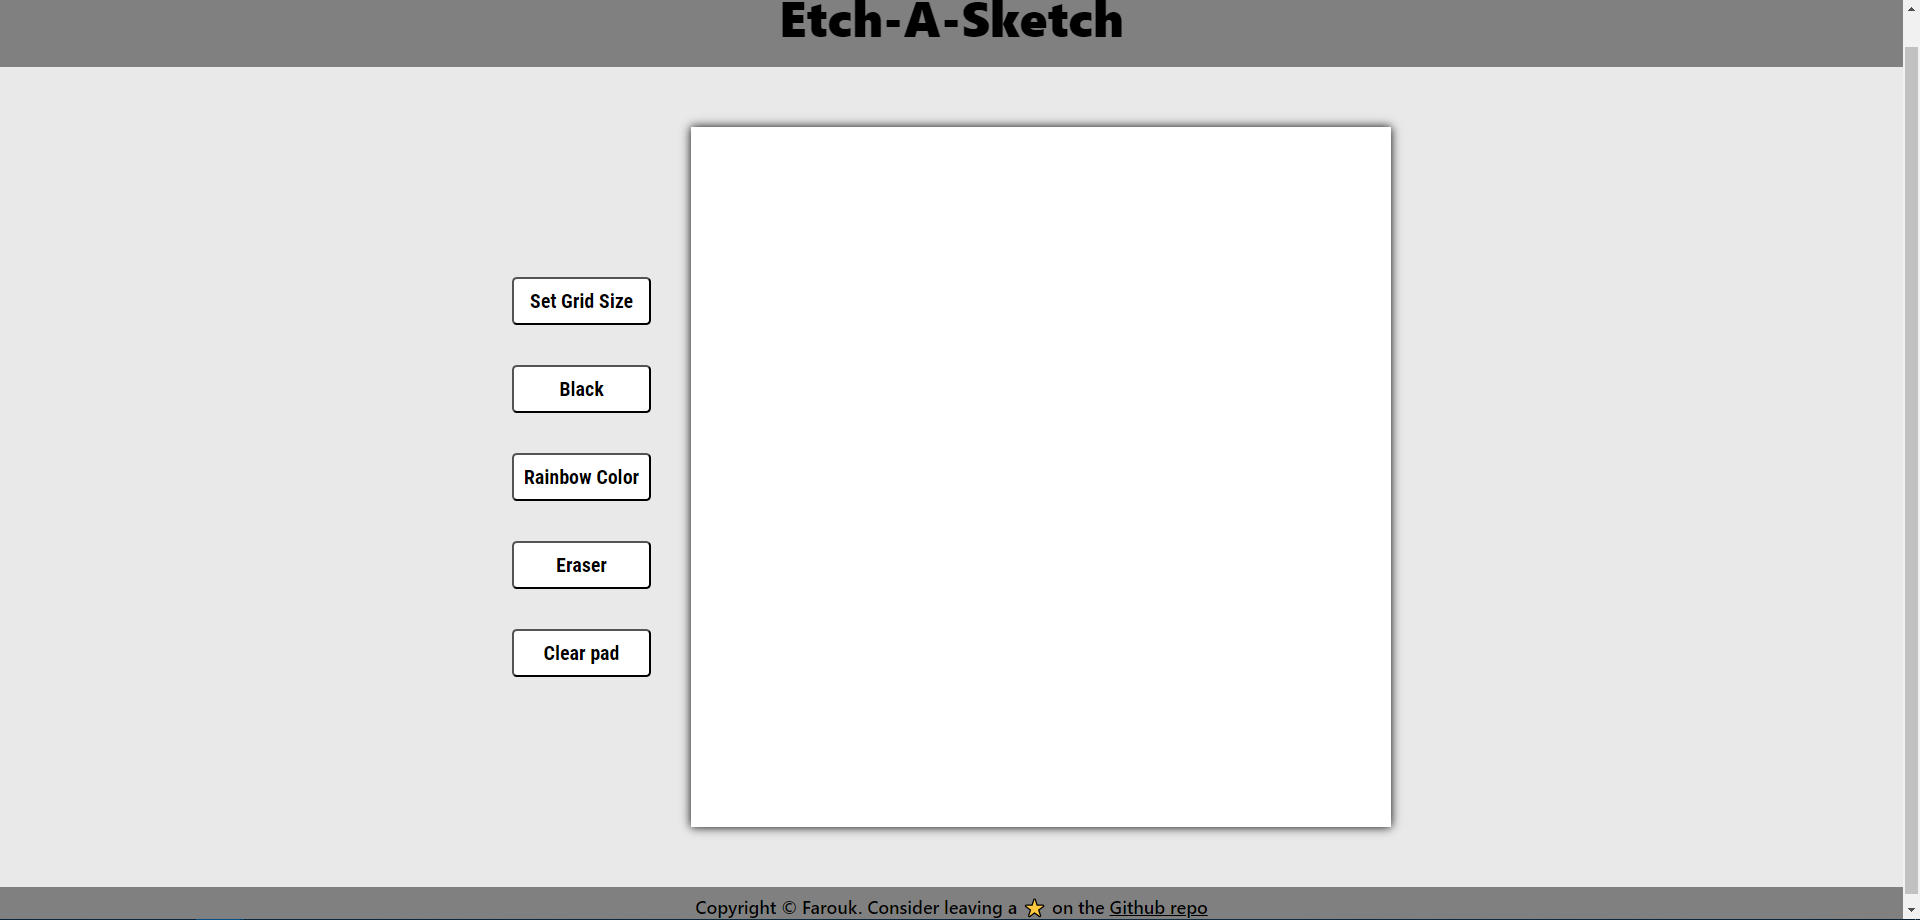 Etch-A-Sketch
Set Grid Size
Black
Rainbow Color
Eraser
Clear pad
Copyright © Farouk. Consider leaving a ⭐ on the Github repo